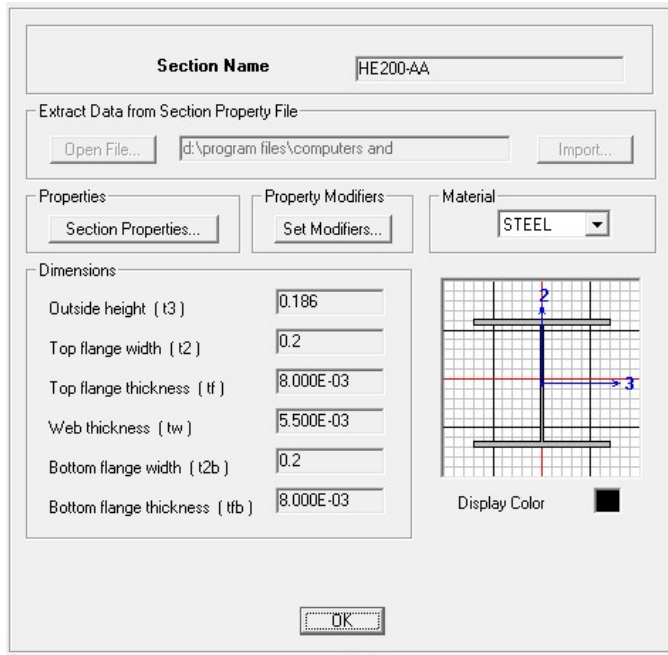 Section Name HE200-AA
Extract Data from Section Property File
Open File... d:\program files\computers and Import...
Properties Property Modifiers Material
Section Properties... Set Modifiers... STEEL
Dimensions
Outside height ( t3 ) 0.186
Top flange width ( t2 ) 0.2
Top flange thickness ( tf ) 8.000E-03
Web thickness ( tw ) 5.500E-03
Bottom flange width ( t2b ) 0.2
Bottom flange thickness ( tfb ) 8.000E-03
2
3
Display Color
OK